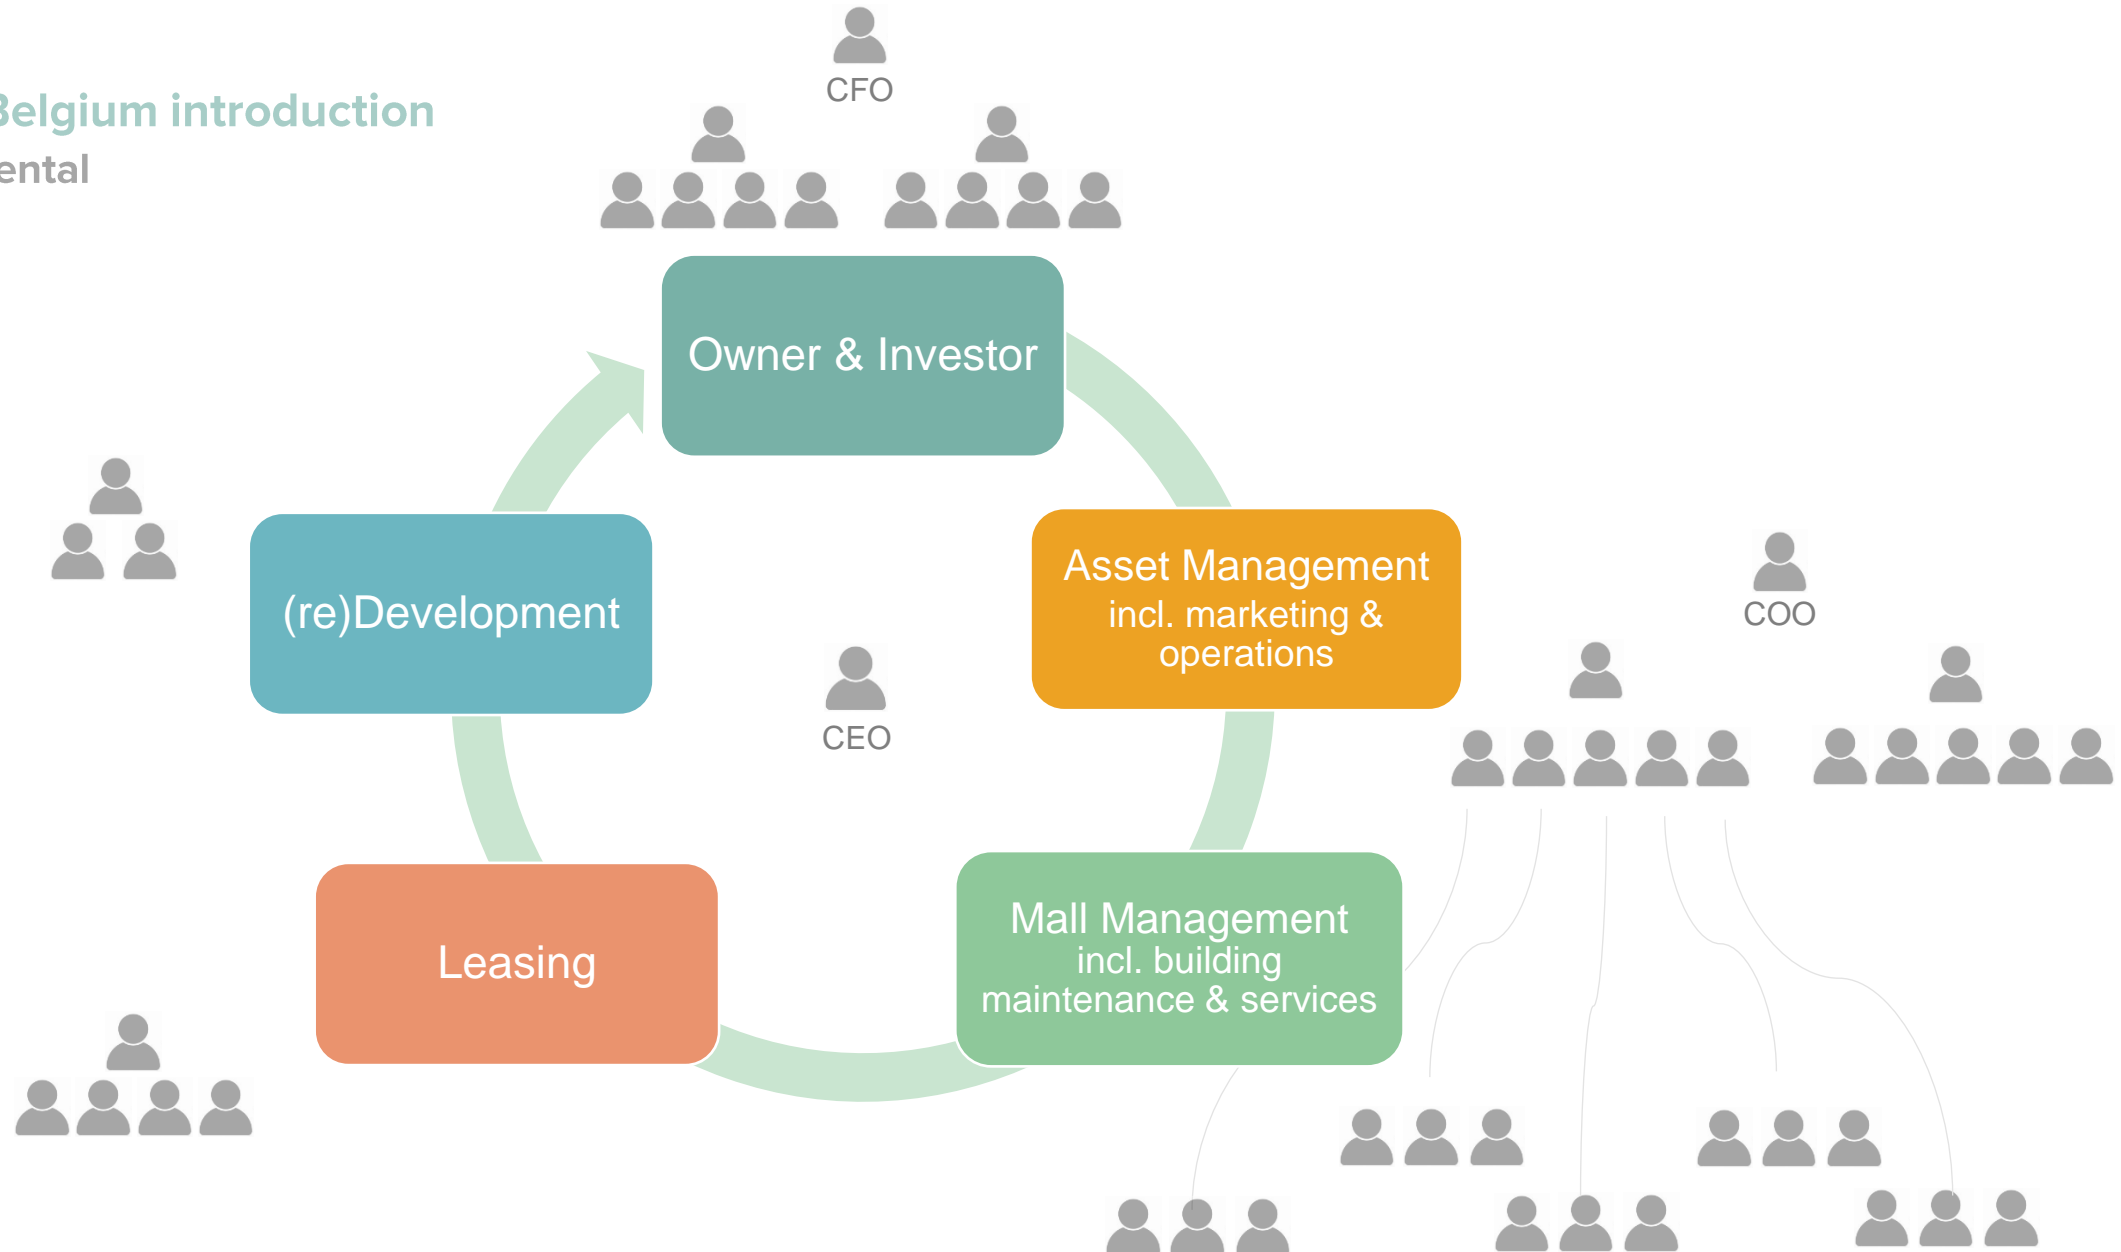 CFO
Belgium introduction
ental
Owner & Investor
Asset Management
incl. marketing &
operations
(re)Development
COO
CEO
Mall Management
incl. building
maintenance & services
Leasing